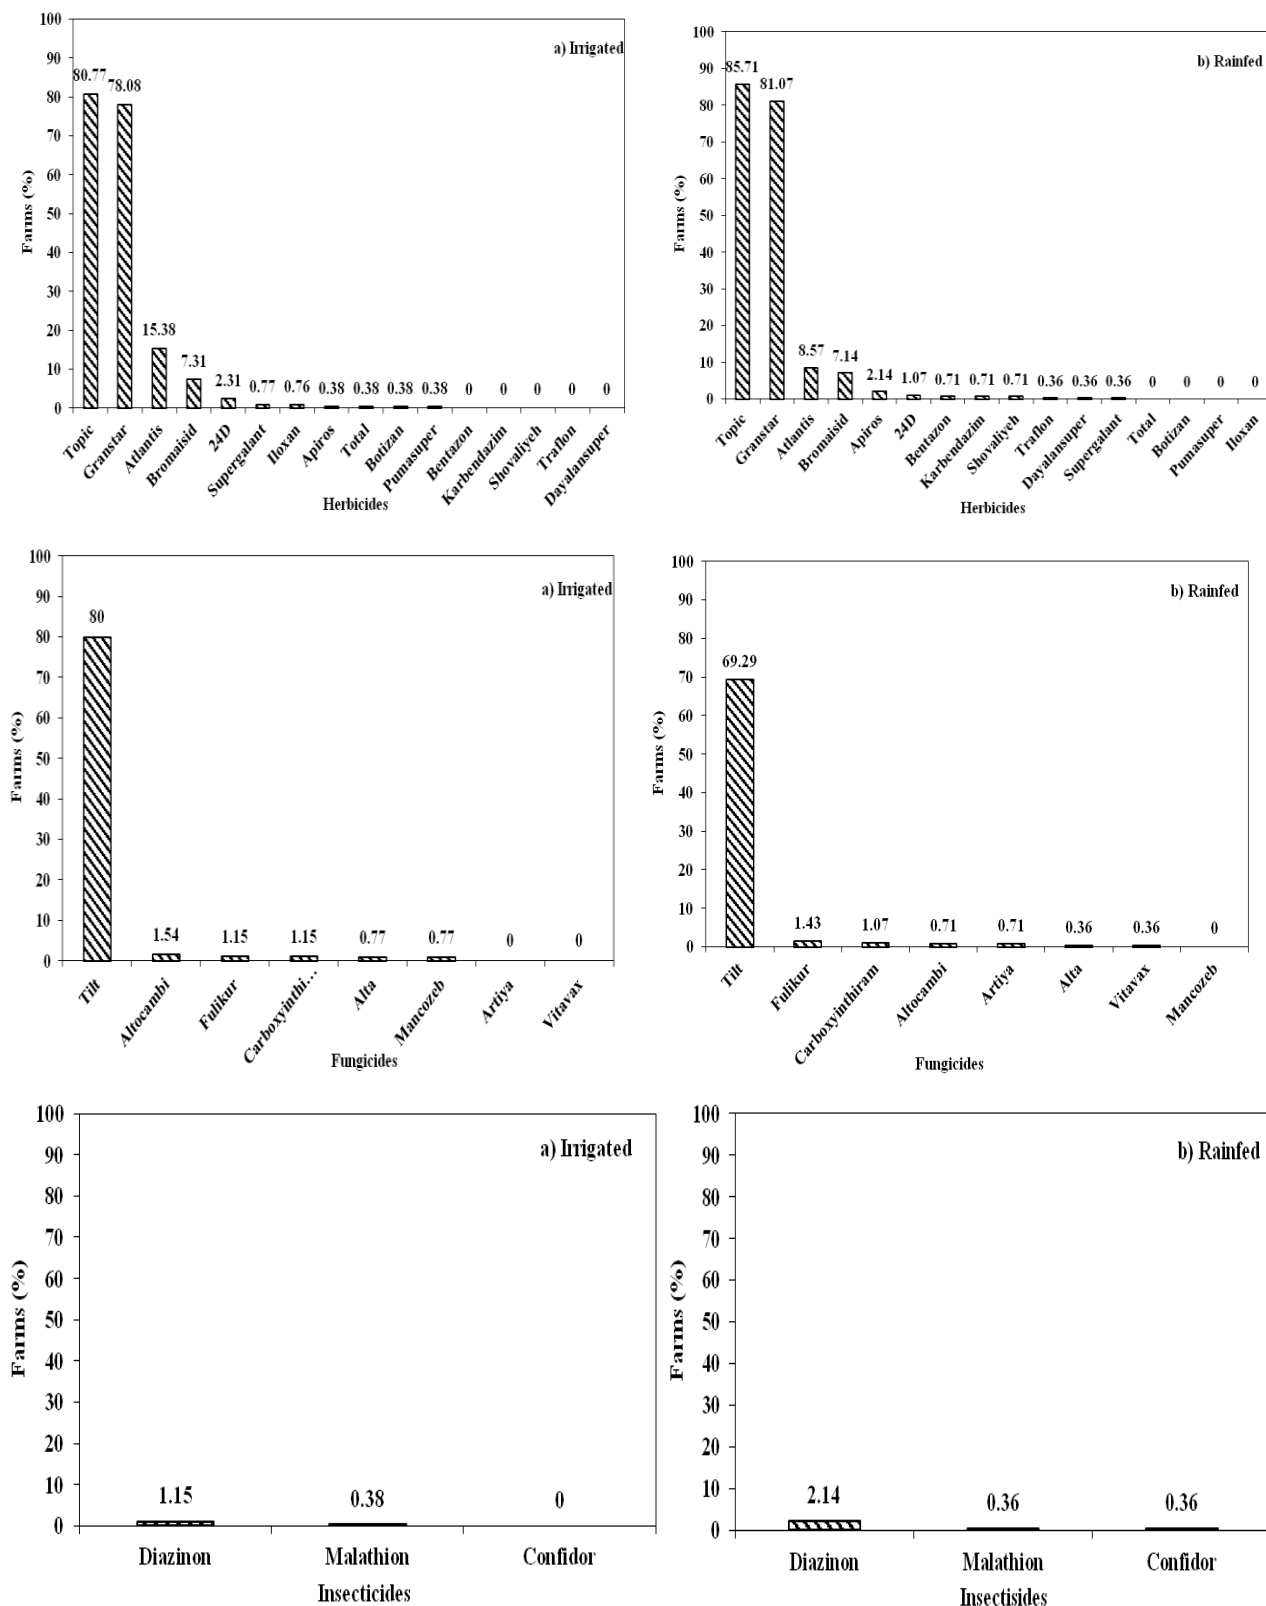 a) Irrigated
Farms (%)
100
90
80
70
60
50
40
30
20
10
0
80.77 78.08 15.38 7.31 2.31 0.77 0.76 0.38 0.38 0.38 0.38 0 0 0 0 0
Topic Granstar Atlantis Bromaisid 24D Supergalant Iloxan Apiros Total Botizan Pumasuper Bentazon Karbendazim Shovaliyeh Traflon Dayalansuper
Herbicides
b) Rainfed
Farms (%)
100
90
80
70
60
50
40
30
20
10
0
85.71 81.07 8.57 7.14 2.14 1.07 0.71 0.71 0.71 0.36 0.36 0.36 0 0 0 0
Topic Granstar Atlantis Bromaisid Apiros 24D Bentazon Karbendazim Shovaliyeh Traflon Dayalansuper Supergalant Total Botizan Pumasuper Iloxan
Herbicides
a) Irrigated
Farms (%)
100
90
80
70
60
50
40
30
20
10
0
80 1.54 1.15 1.15 0.77 0.77 0 0
Tilt Altocambi Fulikur Carboxyinthi... Alta Mancozeb Artiya Vitavax
Fungicides
b) Rainfed
Farms (%)
100
90
80
70
60
50
40
30
20
10
0
69.29 1.43 1.07 0.71 0.71 0.36 0.36 0
Tilt Fulikur Carboxyinthiram Altocambi Artiya Alta Vitavax Mancozeb
Fungicides
a) Irrigated
Farms (%)
100
90
80
70
60
50
40
30
20
10
0
1.15 0.38 0
Diazinon Malathion Confidor
Insecticides
b) Rainfed
Farms (%)
100
90
80
70
60
50
40
30
20
10
0
2.14 0.36 0.36
Diazinon Malathion Confidor
Insectisides